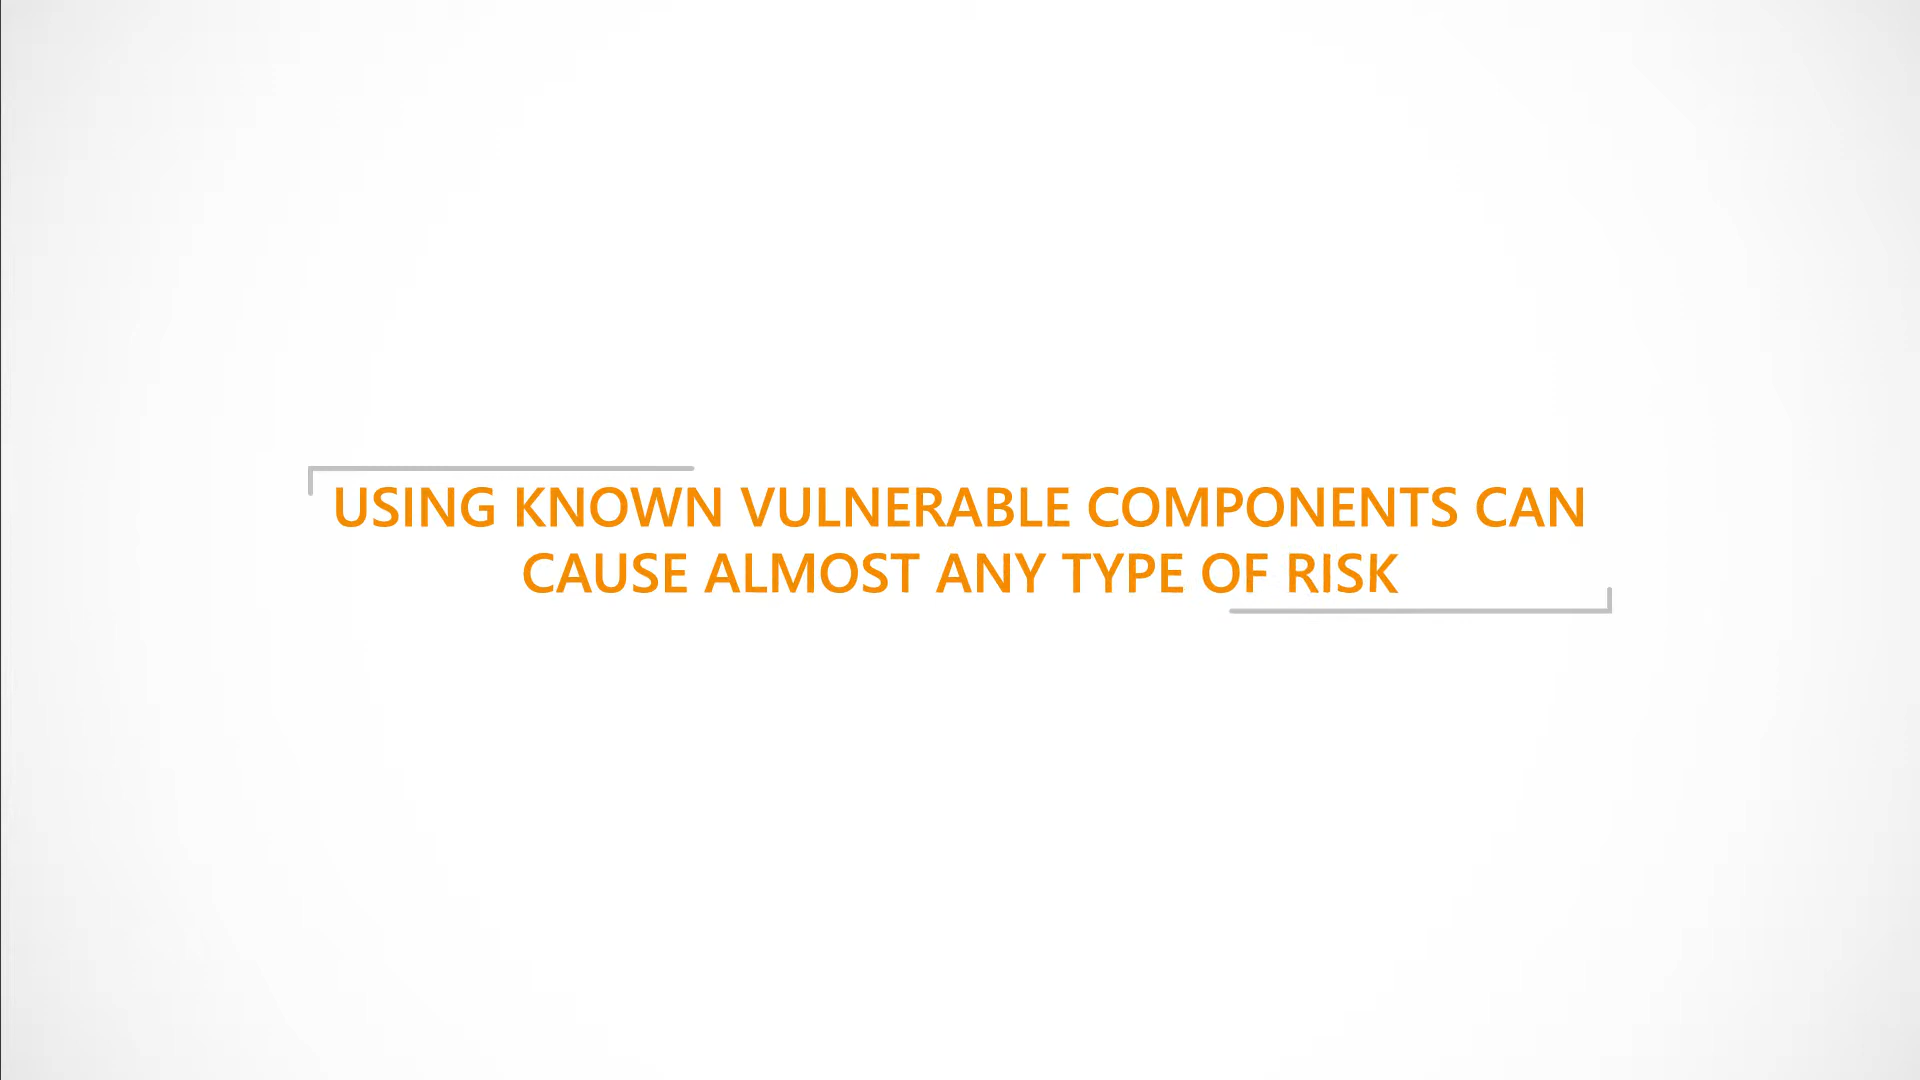 USING KNOWN VULNERABLE COMPONENTS CAN
CAUSE ALMOST ANY TYPE OF RISK